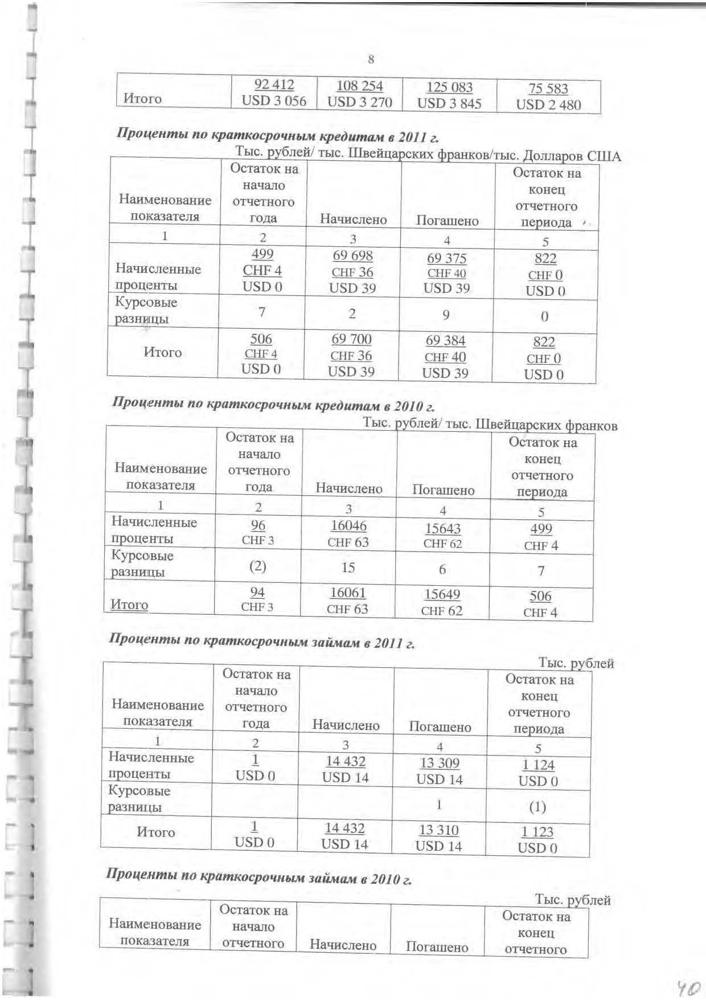 8
92 412 108 254 125 083 75 583
Итого USD 3 056 USD 3 270 USD 3 845 USD 2 480
Проценты по краткосрочным кредитам в 2011 г.
Тыс. рублей/ тыс. Швейцарских франков/тыс. Долларов США
Наименование показателя Остаток на начало отчетного года Начислено Погашено Остаток на конец отчетного периода
1 2 3 4 5
Начисленные проценты 499 69 698 69 375 822
CHF 4 CHF 36 CHF 40 CHF 0
USD 0 USD 39 USD 39 USD 0
Курсовые разницы 7 2 9 0
Итого 506 69 700 69 384 822
CHF 4 CHF 36 CHF 40 CHF 0
USD 0 USD 39 USD 39 USD 0
Проценты по краткосрочным кредитам в 2010 г.
Тыс. рублей/ тыс. Швейцарских франков
Наименование показателя Остаток на начало отчетного года Начислено Погашено Остаток на конец отчетного периода
1 2 3 4 5
Начисленные проценты 96 16046 15643 499
CHF 3 CHF 63 CHF 62 CHF 4
Курсовые разницы (2) 15 6 7
Итого 94 16061 15649 506
CHF 3 CHF 63 CHF 62 CHF 4
Проценты по краткосрочным займам в 2011 г.
Тыс. рублей
Наименование показателя Остаток на начало отчетного года Начислено Погашено Остаток на конец отчетного периода
1 2 3 4 5
Начисленные проценты 1 14 432 13 309 1 124
USD 0 USD 14 USD 14 USD 0
Курсовые разницы 1 (1)
Итого 1 14 432 13 310 1 123
USD 0 USD 14 USD 14 USD 0
Проценты по краткосрочным займам в 2010 г.
Тыс. рублей
Наименование показателя Остаток на начало отчетного Начислено Погашено Остаток на конец отчетного
40